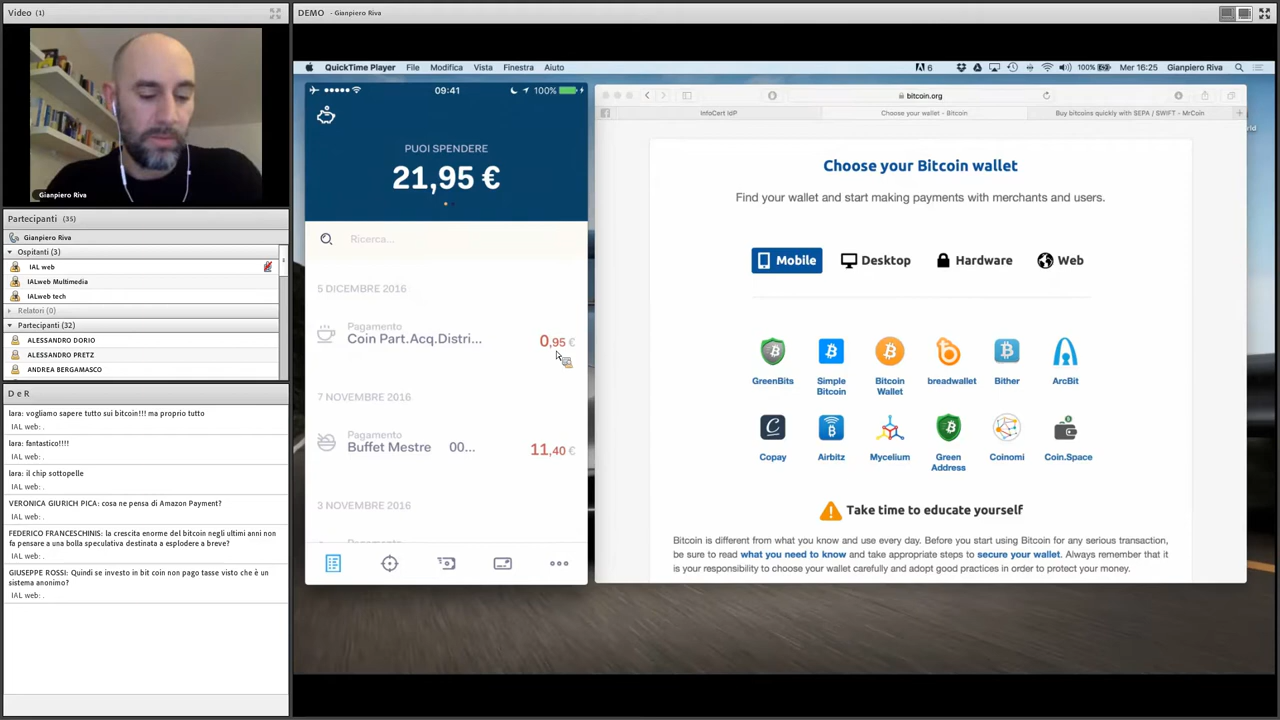 Video (1)
Gianpiero Riva
Partecipanti (35)
Gianpiero Riva
Ospitanti (3)
IAL web
IALweb Multimedia
IALweb tech
Relatori (0)
Partecipanti (32)
ALESSANDRO DORIO
ALESSANDRO PRETZ
ANDREA BERGAMASCO
D e R
lara: vogliamo sapere tutto sui bitcoin!!! ma proprio tutto
IAL web: .
lara: fantastico!!!!
IAL web: .
lara: il chip sottopelle
IAL web: .
VERONICA GIURICH PICA: cosa ne pensa di Amazon Payment?
IAL web: .
FEDERICO FRANCESCHINIS: la crescita enorme del bitcoin negli ultimi anni non
fa pensare a una bolla speculativa destinata a esplodere a breve?
IAL web: .
GIUSEPPE ROSSI: Quindi se investo in bit coin non pago tasse visto che è un
sistema anonimo?
IAL web: .
DEMO - Gianpiero Riva
QuickTime Player File Modifica Vista Finestra Aiuto
6 100% Mer 16:25 Gianpiero Riva
09:41 100%
PUOI SPENDERE
21,95 €
Ricerca...
5 DICEMBRE 2016
Pagamento
Coin Part.Acq.Distri... 0,95 €
7 NOVEMBRE 2016
Pagamento
Buffet Mestre 00... 11,40 €
3 NOVEMBRE 2016
bitcoin.org
InfoCert IdP Choose your wallet - Bitcoin Buy bitcoins quickly with SEPA / SWIFT - MrCoin
Choose your Bitcoin wallet
Find your wallet and start making payments with merchants and users.
Mobile Desktop Hardware Web
GreenBits Simple Bitcoin Bitcoin Wallet breadwallet Bither ArcBit
Copay Airbitz Mycelium Green Address Coinomi Coin.Space
Take time to educate yourself
Bitcoin is different from what you know and use every day. Before you start using Bitcoin for any serious transaction,
be sure to read what you need to know and take appropriate steps to secure your wallet. Always remember that it
is your responsibility to choose your wallet carefully and adopt good practices in order to protect your money.